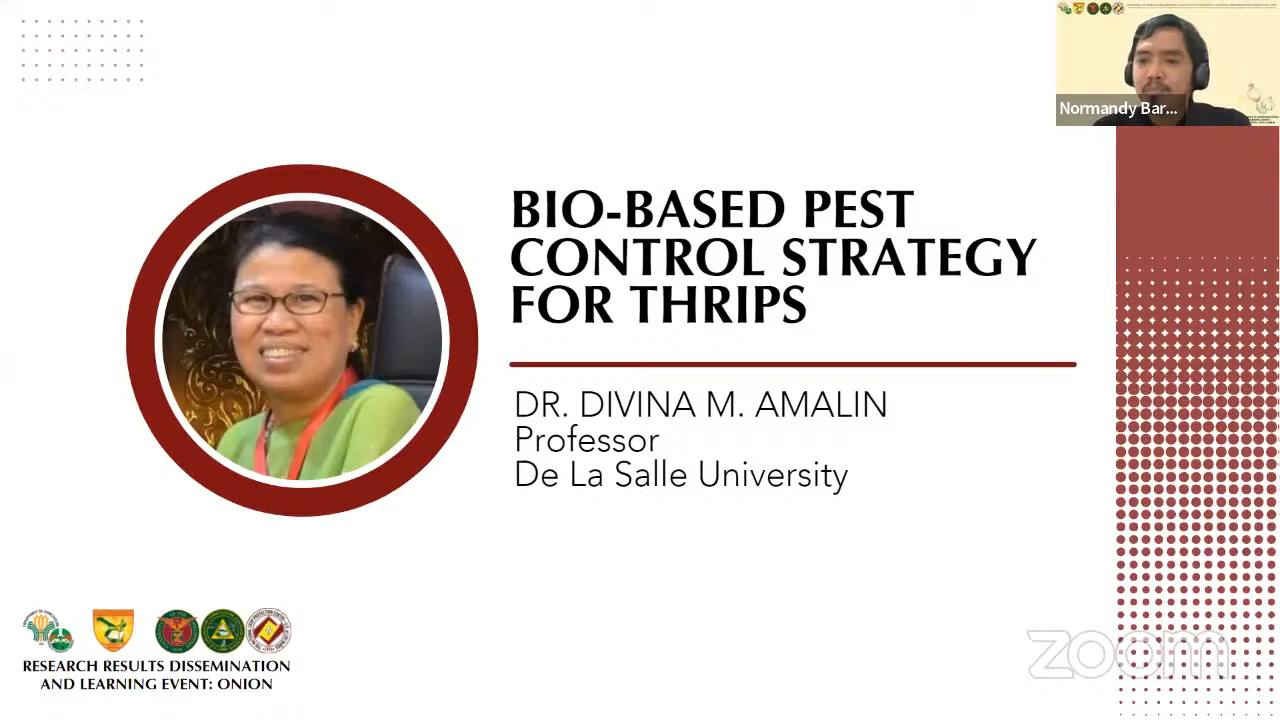 Normandy Bar...
BIO-BASED PEST
CONTROL STRATEGY
FOR THRIPS
DR. DIVINA M. AMALIN
Professor
De La Salle University
RESEARCH RESULTS DISSEMINATION
AND LEARNING EVENT: ONION
zoom